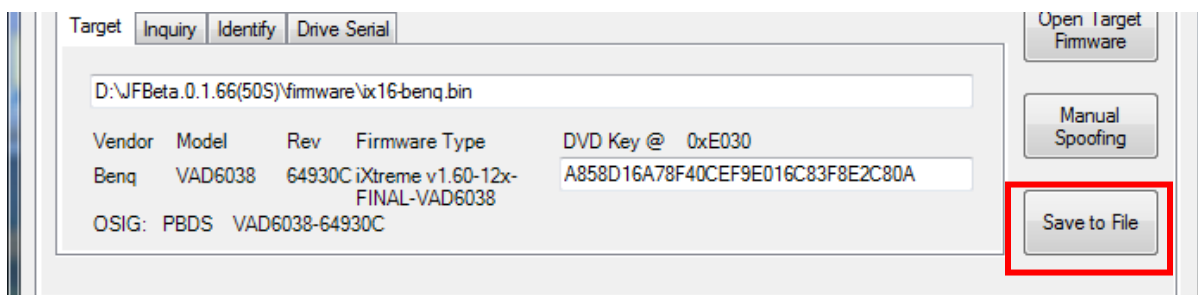 Target Inquiry Identify Drive Serial
Open Target
Firmware
D:\JFBeta.0.1.66(50S)\firmware\ix16-benq.bin
Manual
Spoofing
Vendor Model Rev Firmware Type DVD Key @ 0xE030
Benq VAD6038 64930C iXtreme v1.60-12x- A858D16A78F40CEF9E016C83F8E2C80A
FINAL-VAD6038
OSIG: PBDS VAD6038-64930C
Save to File